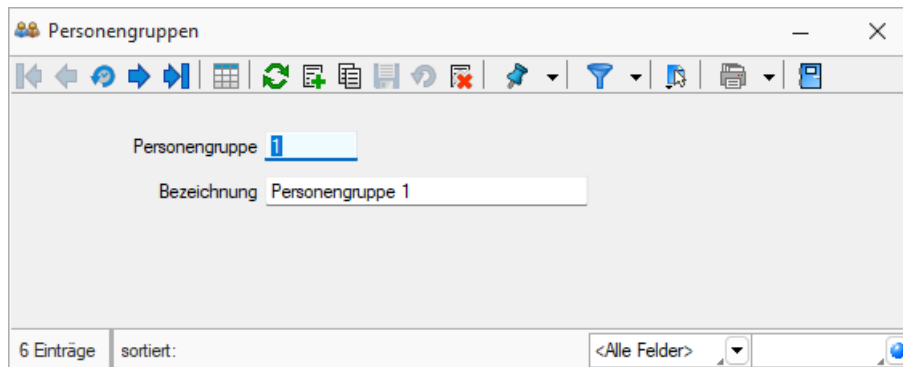 Personengruppen
Personengruppe 1
Bezeichnung Personengruppe 1
6 Einträge sortiert: <Alle Felder>